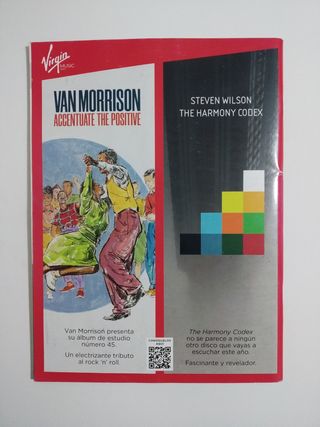 Virgin
MUSIC
VAN MORRISON
ACCENTUATE THE POSITIVE
Van Morrison presenta
su álbum de estudio
número 45.
Un electrizante tributo
al rock 'n' roll.
STEVEN WILSON
THE HARMONY CODEX
The Harmony Codex
no se parece a ningún
otro disco que vayas a
escuchar este año.
Fascinante y revelador.